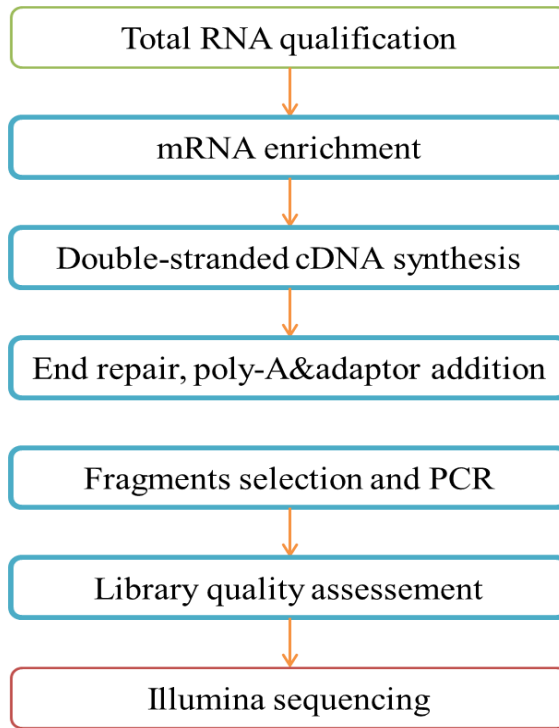 Total RNA qualification
mRNA enrichment
Double-stranded cDNA synthesis
End repair, poly-A&adaptor addition
Fragments selection and PCR
Library quality assessement
Illumina sequencing